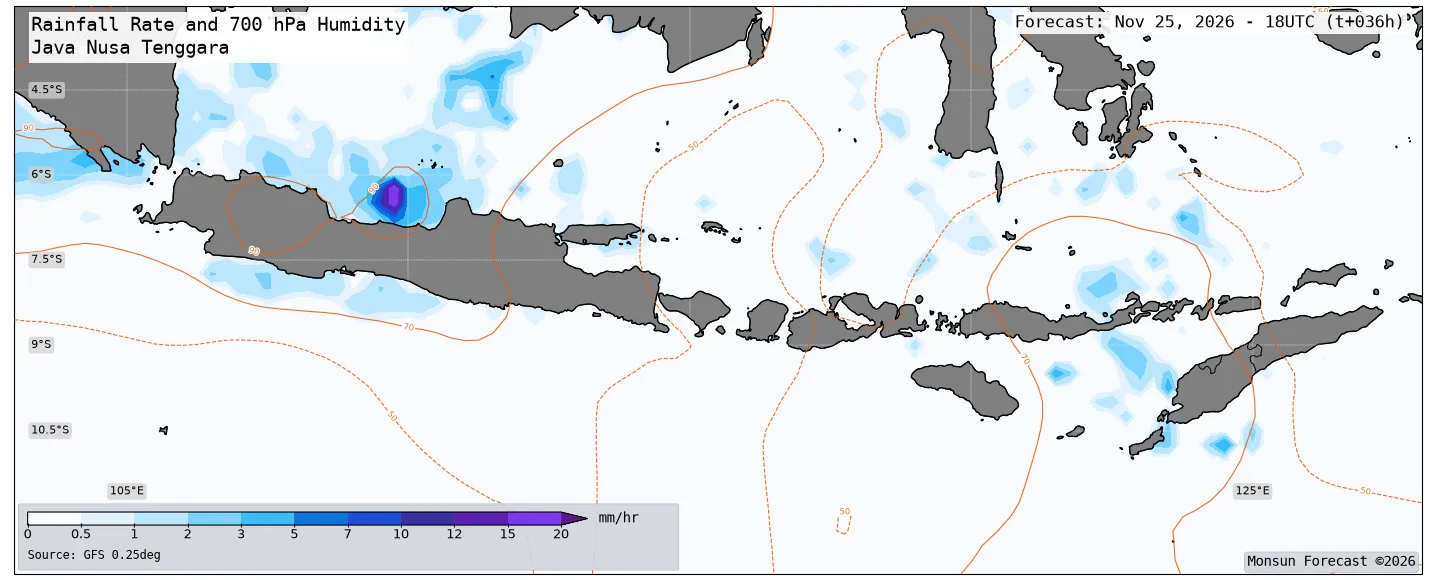 Rainfall Rate and 700 hPa Humidity
Java Nusa Tenggara
Forecast: Nov 25, 2026 - 18UTC (t+036h)
50
4.5°S
90
50
6°S
90
90
7.5°S
70
9°S
70
50
10.5°S
105°E
125°E
50
50
0 0.5 1 2 3 5 7 10 12 15 20 mm/hr
Source: GFS 0.25deg
Monsun Forecast ©2026